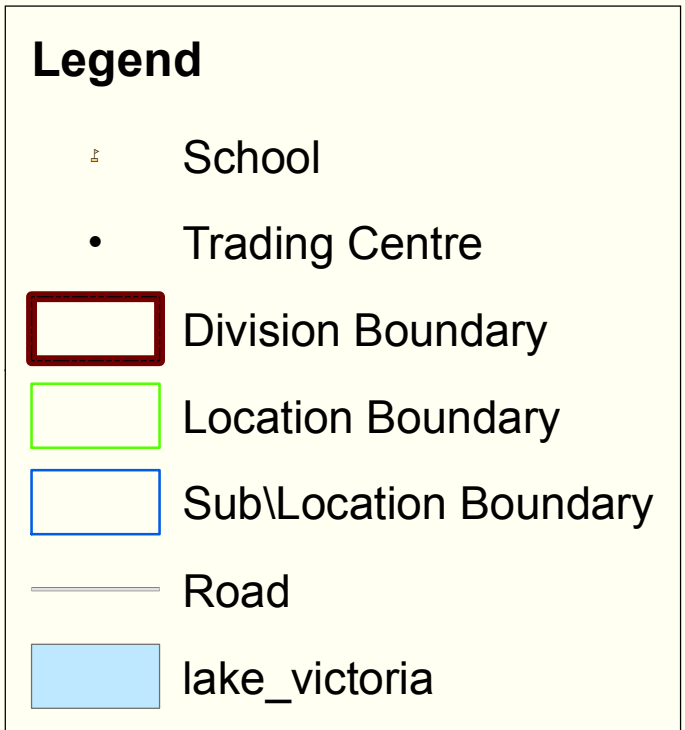 Legend
School
Trading Centre
Division Boundary
Location Boundary
Sub\Location Boundary
Road
lake_victoria